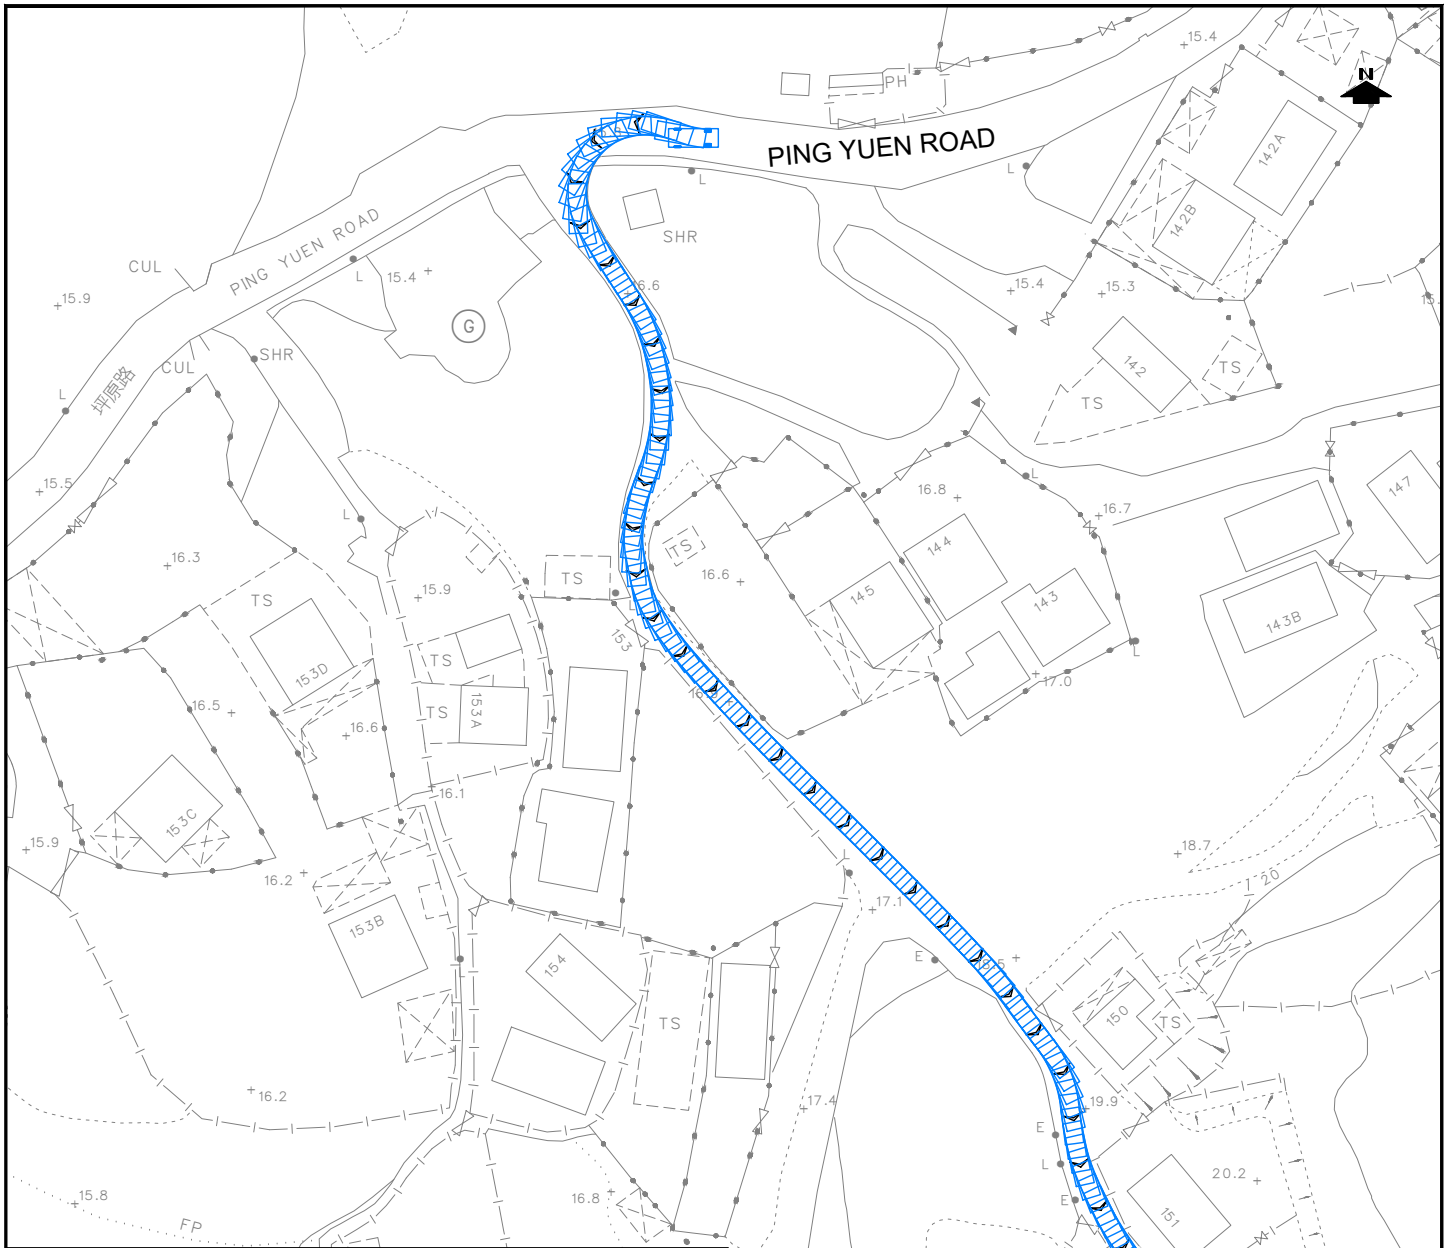 15.4
N
PH
PING YUEN ROAD
142A
L
L
142B
PING YUEN ROAD
SHR
CUL
L
15.4
15.9
16.6
15.4
15.3
G
SHR
CUL
142
TS
L
坪原路
TS
15.5
L
16.8
L
16.7
147
16.3
TS
144
TS
16.6
15.9
145
143
TS
153
143B
L
TS
153D
17.0
16.5
TS
153A
16.6
16.1
153C
15.9
18.7
L
16.2
20
17.1
153B
E
154
TS
150
TS
16.2
17.4
19.9
E
L
20.2
15.8
16.8
E
151
FP